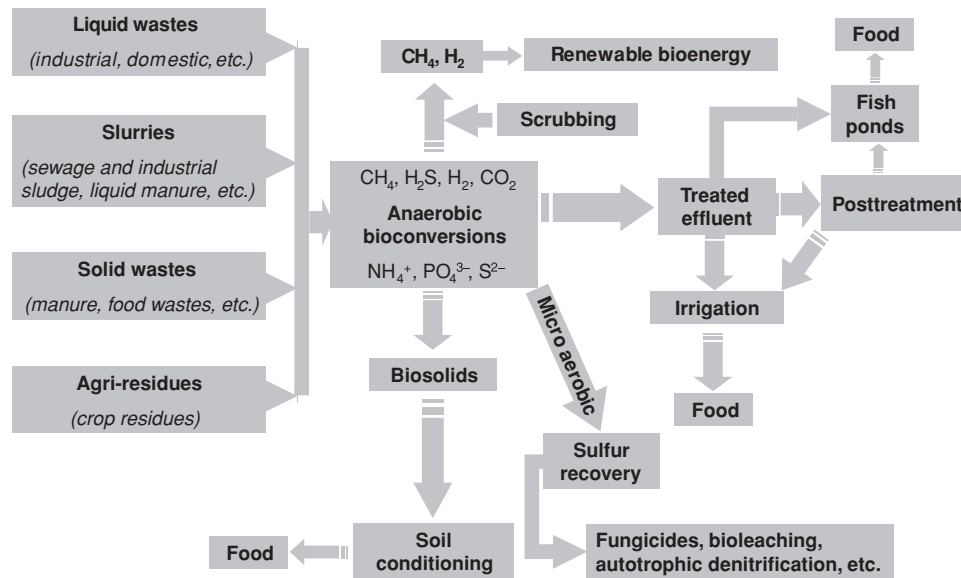 Liquid wastes
(industrial, domestic, etc.)
Slurries
(sewage and industrial
sludge, liquid manure, etc.)
Solid wastes
(manure, food wastes, etc.)
Agri-residues
(crop residues)
CH₄, H₂
Renewable bioenergy
Scrubbing
CH₄, H₂S, H₂, CO₂
Anaerobic
bioconversions
NH₄⁺, PO₄³⁻, S²⁻
Micro aerobic
Biosolids
Soil
conditioning
Food
Sulfur
recovery
Fungicides, bioleaching,
autotrophic denitrification, etc.
Treated
effluent
Posttreatment
Fish
ponds
Food
Irrigation
Food